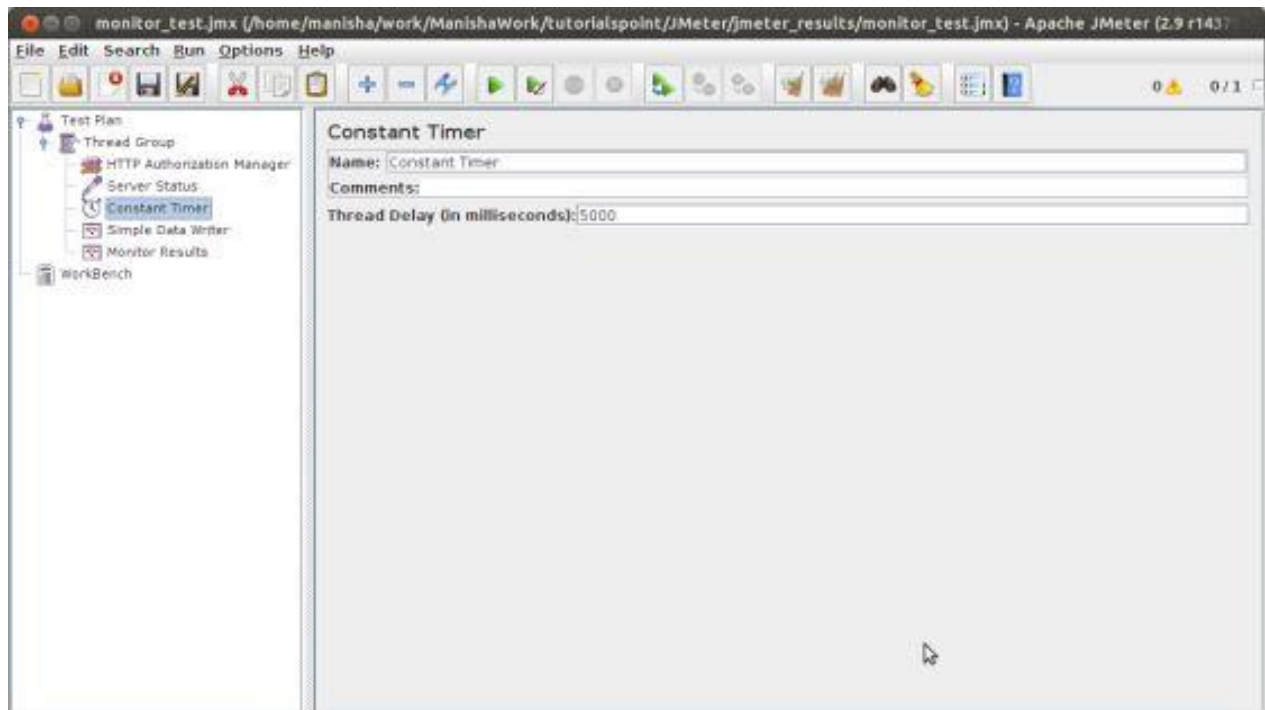 monitor_test.jmx (/home/manisha/work/ManishaWork/tutorialspoint/JMeter/jmeter_results/monitor_test.jmx) - Apache JMeter (2.9 r1437
File Edit Search Run Options Help
0 0/1
Test Plan
Thread Group
HTTP Authorization Manager
Server Status
Constant Timer
Simple Data Writer
Monitor Results
WorkBench
Constant Timer
Name: Constant Timer
Comments:
Thread Delay (in milliseconds): 5000